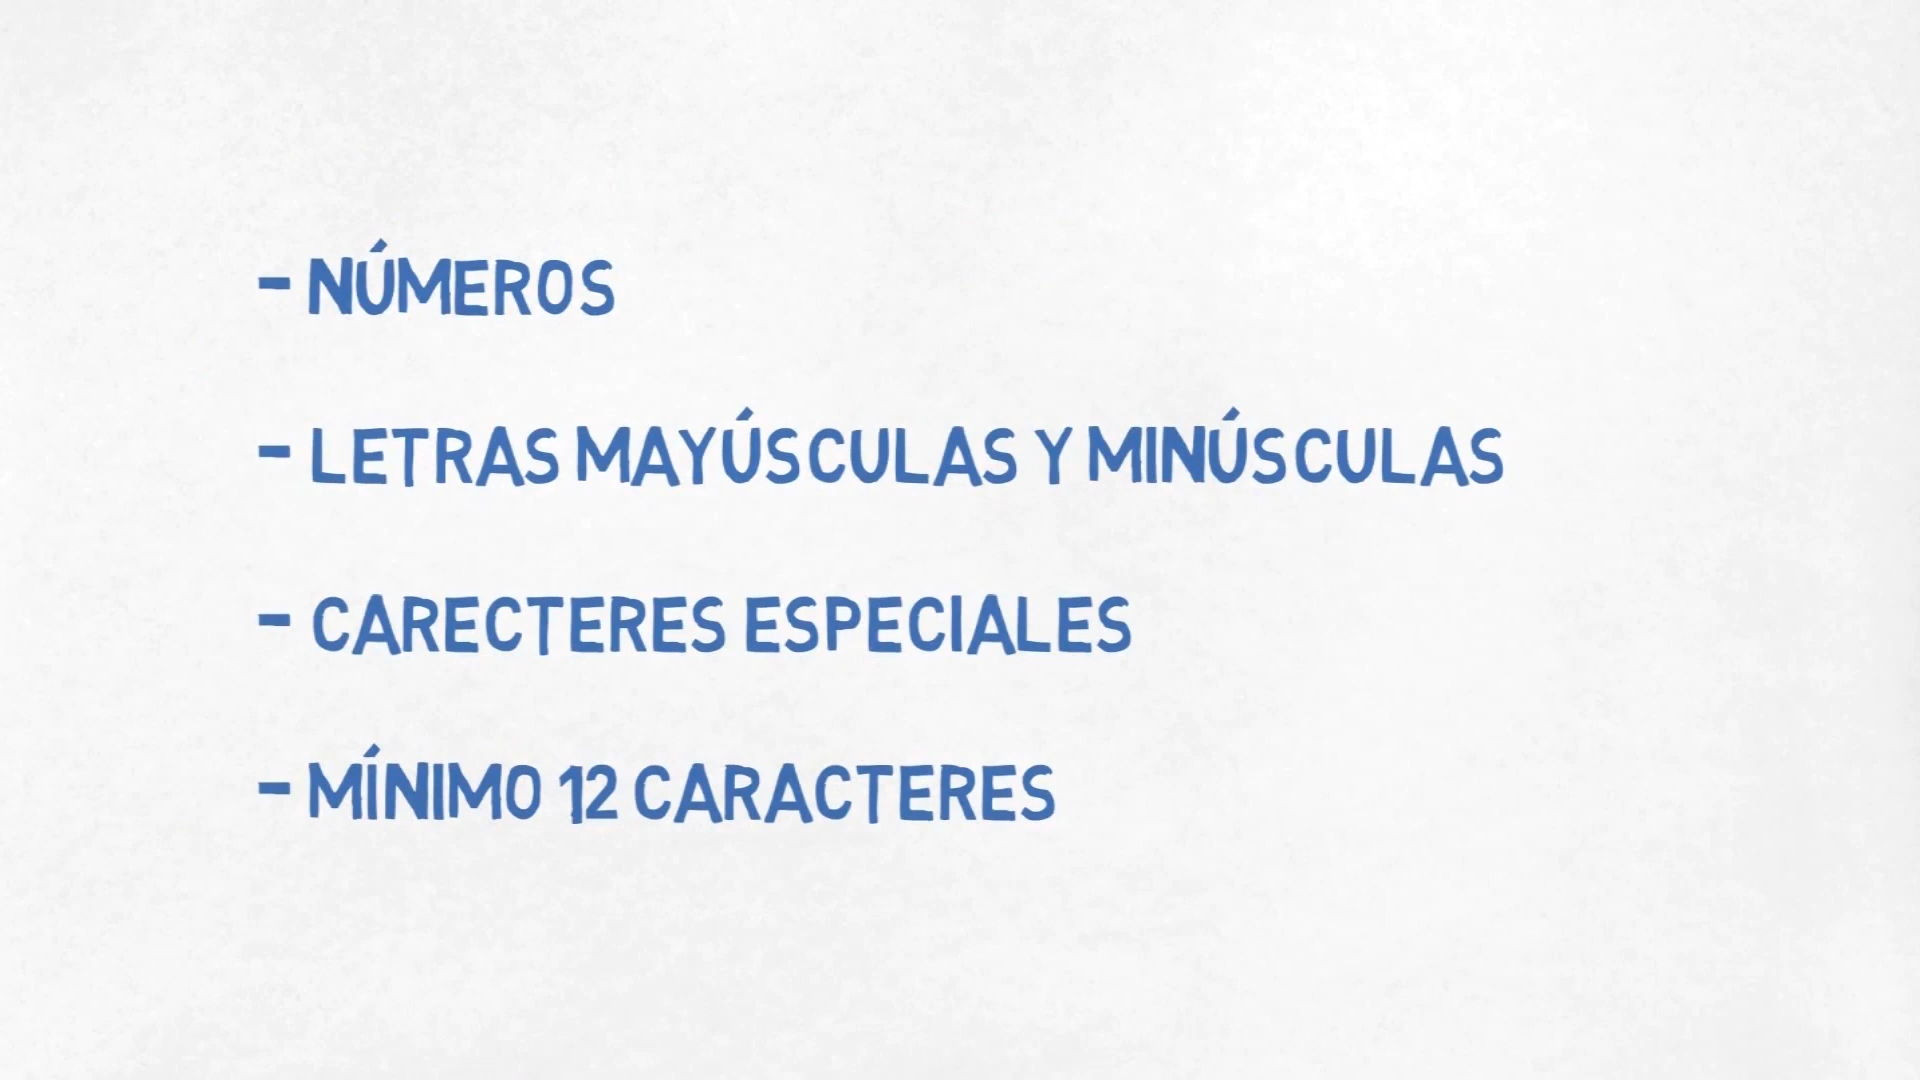 - NÚMEROS
- LETRAS MAYÚSCULAS Y MINÚSCULAS
- CARECTERES ESPECIALES
- MÍNIMO 12 CARACTERES